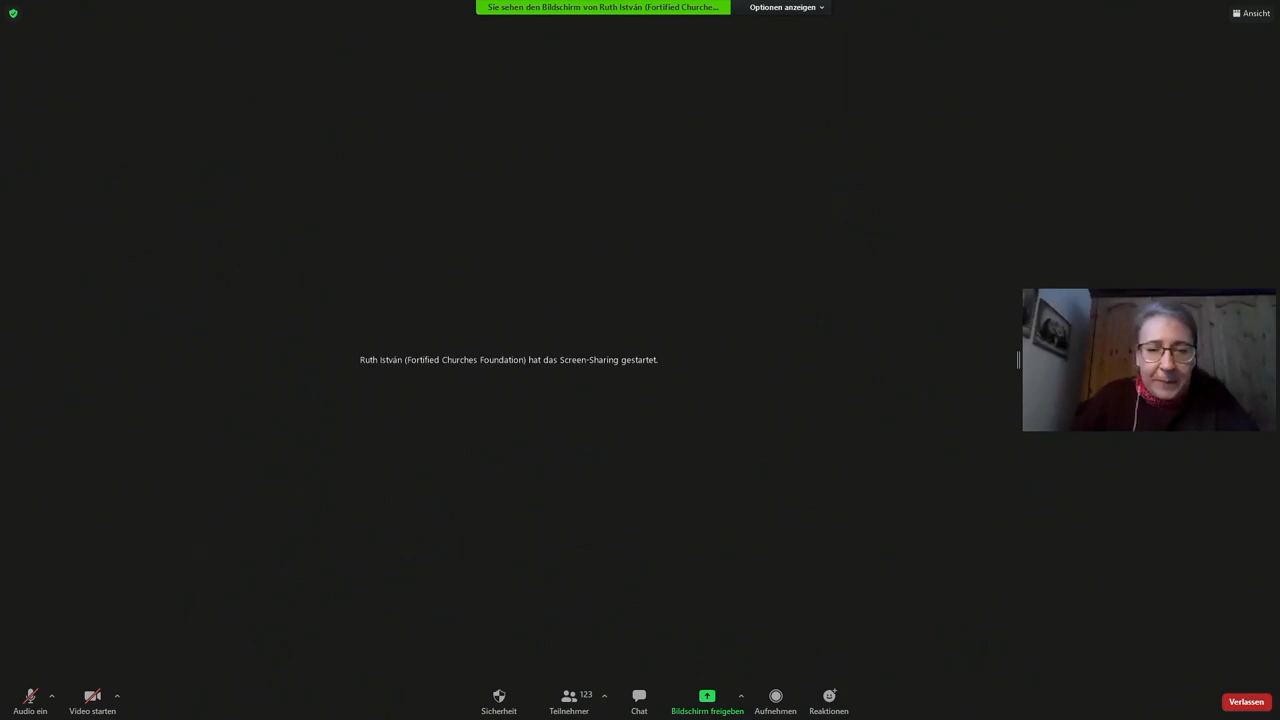 Sie sehen den Bildschirm von Ruth István (Fortified Churche...
Optionen anzeigen
Ansicht
Ruth István (Fortified Churches Foundation) hat das Screen-Sharing gestartet.
Audio ein
Video starten
Sicherheit
123
Teilnehmer
Chat
Bildschirm freigeben
Aufnehmen
Reaktionen
Verlassen